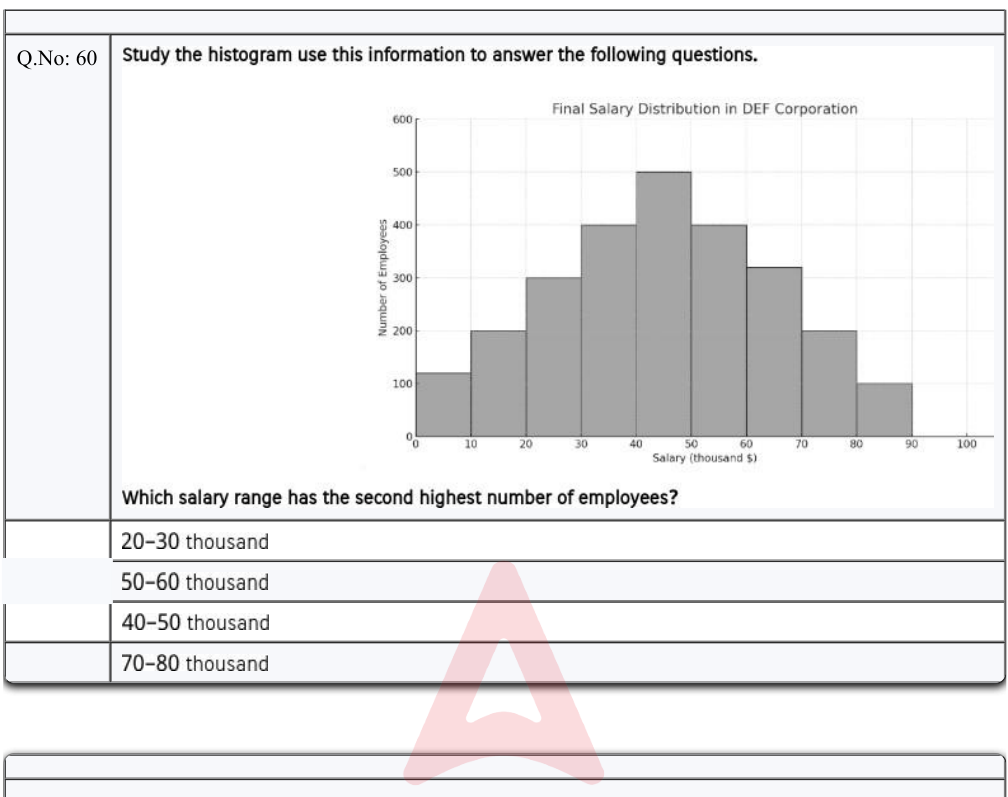 Q.No: 60
Study the histogram use this information to answer the following questions.
Final Salary Distribution in DEF Corporation
600
500
400
300
200
100
0
Number of Employees
0 10 20 30 40 50 60 70 80 90 100
Salary (thousand $)
Which salary range has the second highest number of employees?
20–30 thousand
50–60 thousand
40–50 thousand
70–80 thousand